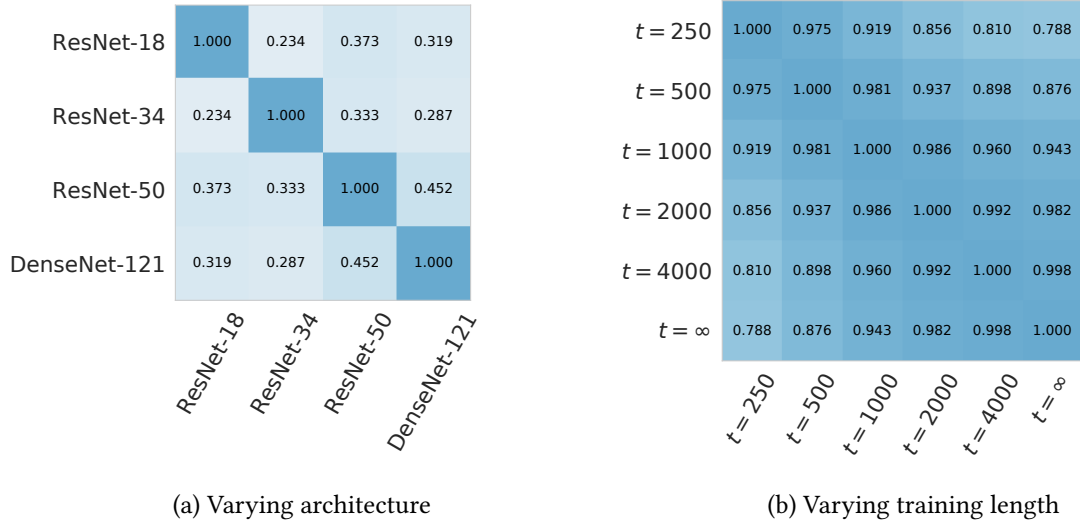 ResNet-18 1.000 0.234 0.373 0.319
ResNet-34 0.234 1.000 0.333 0.287
ResNet-50 0.373 0.333 1.000 0.452
DenseNet-121 0.319 0.287 0.452 1.000
ResNet-18 ResNet-34 ResNet-50 DenseNet-121
(a) Varying architecture
t = 250 1.000 0.975 0.919 0.856 0.810 0.788
t = 500 0.975 1.000 0.981 0.937 0.898 0.876
t = 1000 0.919 0.981 1.000 0.986 0.960 0.943
t = 2000 0.856 0.937 0.986 1.000 0.992 0.982
t = 4000 0.810 0.898 0.960 0.992 1.000 0.998
t = ∞ 0.788 0.876 0.943 0.982 0.998 1.000
t = 250 t = 500 t = 1000 t = 2000 t = 4000 t = ∞
(b) Varying training length